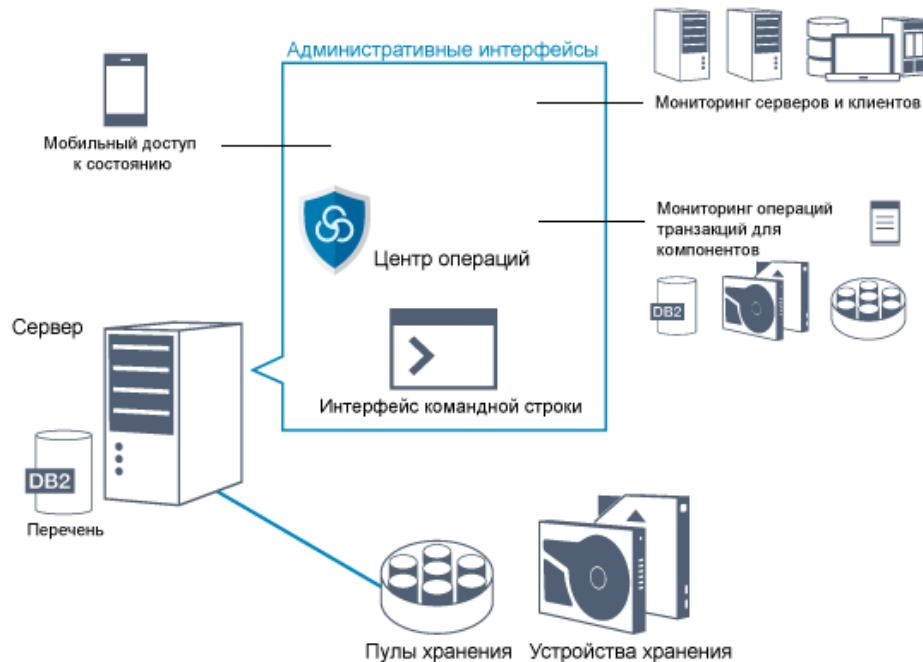 Административные интерфейсы
Мобильный доступ
к состоянию
Мониторинг серверов и клиентов
Мониторинг операций
транзакций для
компонентов
DB2
Центр операций
Сервер
Интерфейс командной строки
DB2
Перечень
Пулы хранения
Устройства хранения